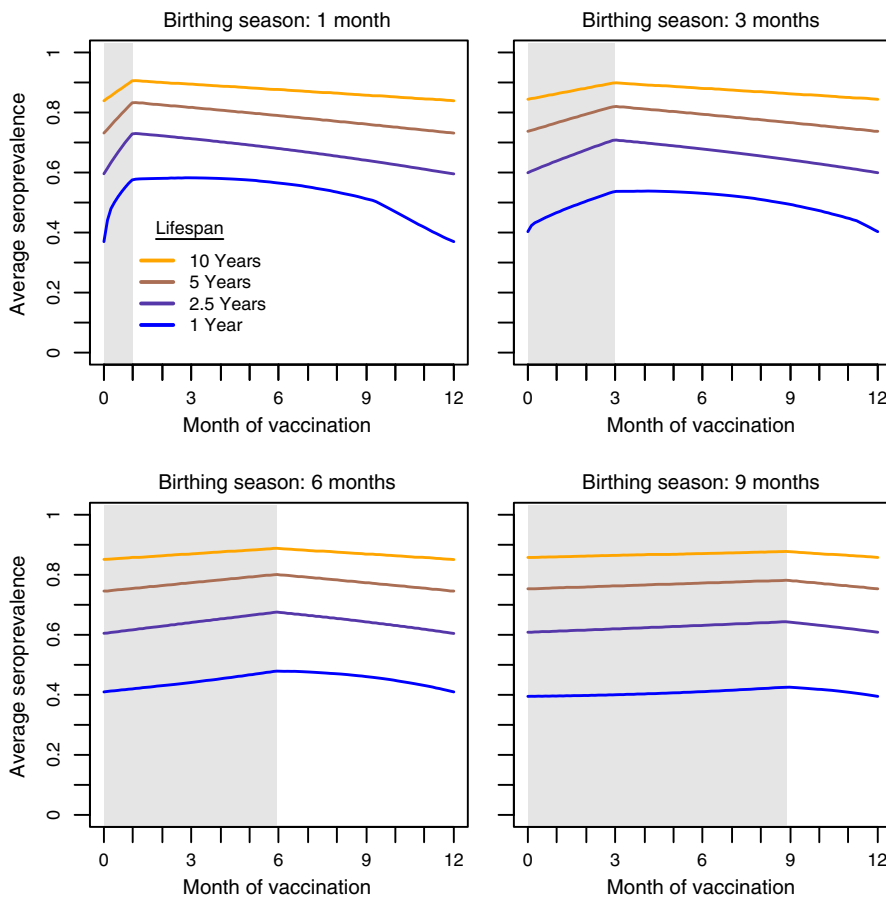 Birthing season: 1 month
Average seroprevalence
1
0.8
0.6
0.4
0.2
0
Lifespan
10 Years
5 Years
2.5 Years
1 Year
0 3 6 9 12
Month of vaccination
Birthing season: 3 months
0 3 6 9 12
Month of vaccination
Birthing season: 6 months
Average seroprevalence
1
0.8
0.6
0.4
0.2
0
0 3 6 9 12
Month of vaccination
Birthing season: 9 months
0 3 6 9 12
Month of vaccination